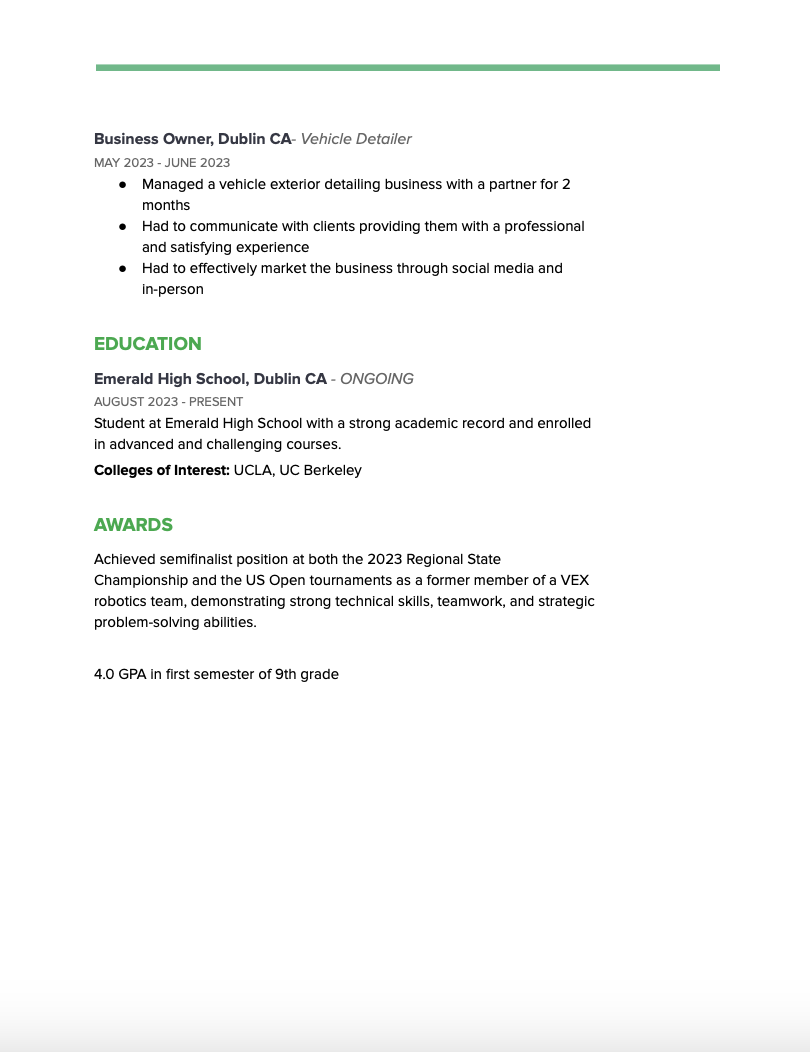 Business Owner, Dublin CA- Vehicle Detailer
MAY 2023 - JUNE 2023
● Managed a vehicle exterior detailing business with a partner for 2
months
● Had to communicate with clients providing them with a professional
and satisfying experience
● Had to effectively market the business through social media and
in-person
EDUCATION
Emerald High School, Dublin CA - ONGOING
AUGUST 2023 - PRESENT
Student at Emerald High School with a strong academic record and enrolled
in advanced and challenging courses.
Colleges of Interest: UCLA, UC Berkeley
AWARDS
Achieved semifinalist position at both the 2023 Regional State
Championship and the US Open tournaments as a former member of a VEX
robotics team, demonstrating strong technical skills, teamwork, and strategic
problem-solving abilities.
4.0 GPA in first semester of 9th grade